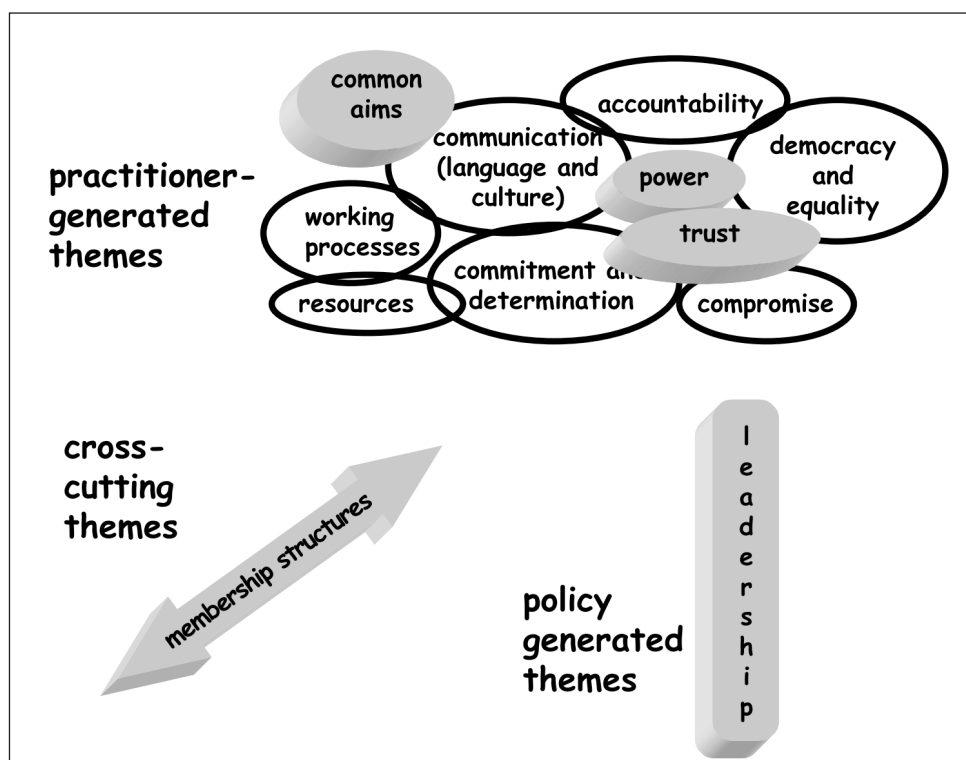 common
aims
accountability
communication
(language and
culture)
democracy
and
equality
power
practitioner-
generated
themes
working
processes
trust
commitment and
determination
resources
compromise
cross-
cutting
themes
membership structures
leadership
policy
generated
themes